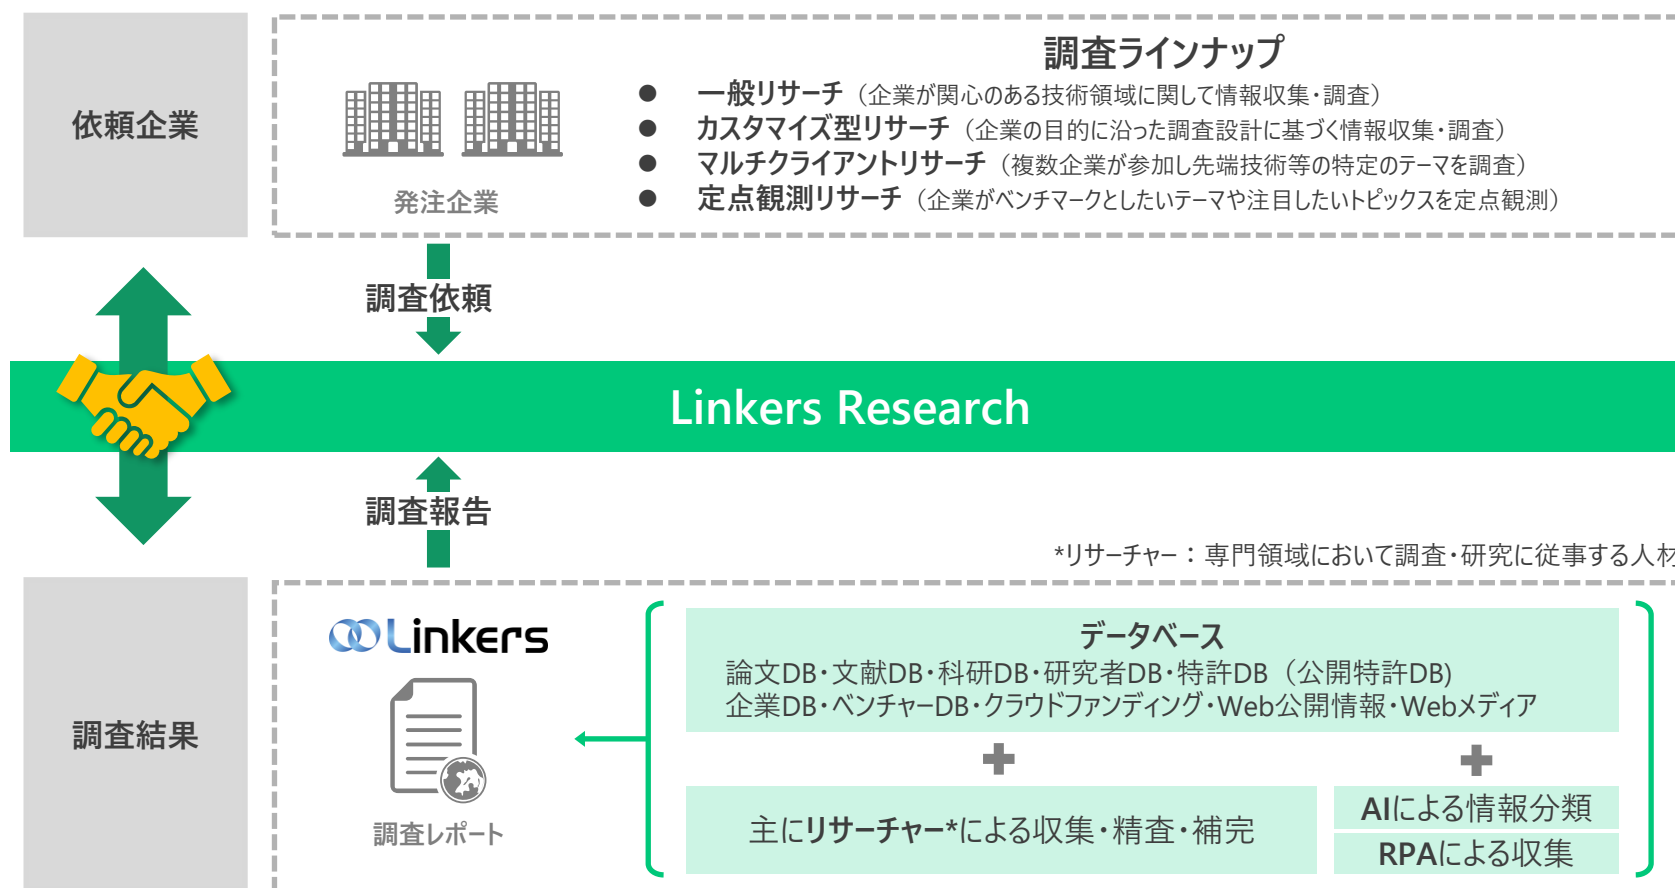 依頼企業
発注企業
調査ラインナップ
● 一般リサーチ（企業が関心のある技術領域に関して情報収集・調査）
● カスタマイズ型リサーチ（企業の目的に沿った調査設計に基づく情報収集・調査）
● マルチクライアントリサーチ（複数企業が参加し先端技術等の特定のテーマを調査）
● 定点観測リサーチ（企業がベンチマークとしたいテーマや注目したいトピックスを定点観測）
調査依頼
Linkers Research
調査報告
*リサーチャー：専門領域において調査・研究に従事する人材
調査結果
Linkers
調査レポート
データベース
論文DB・文献DB・科研DB・研究者DB・特許DB（公開特許DB)
企業DB・ベンチャーDB・クラウドファンディング・Web公開情報・Webメディア
主にリサーチャー*による収集・精査・補完
AIによる情報分類
RPAによる収集